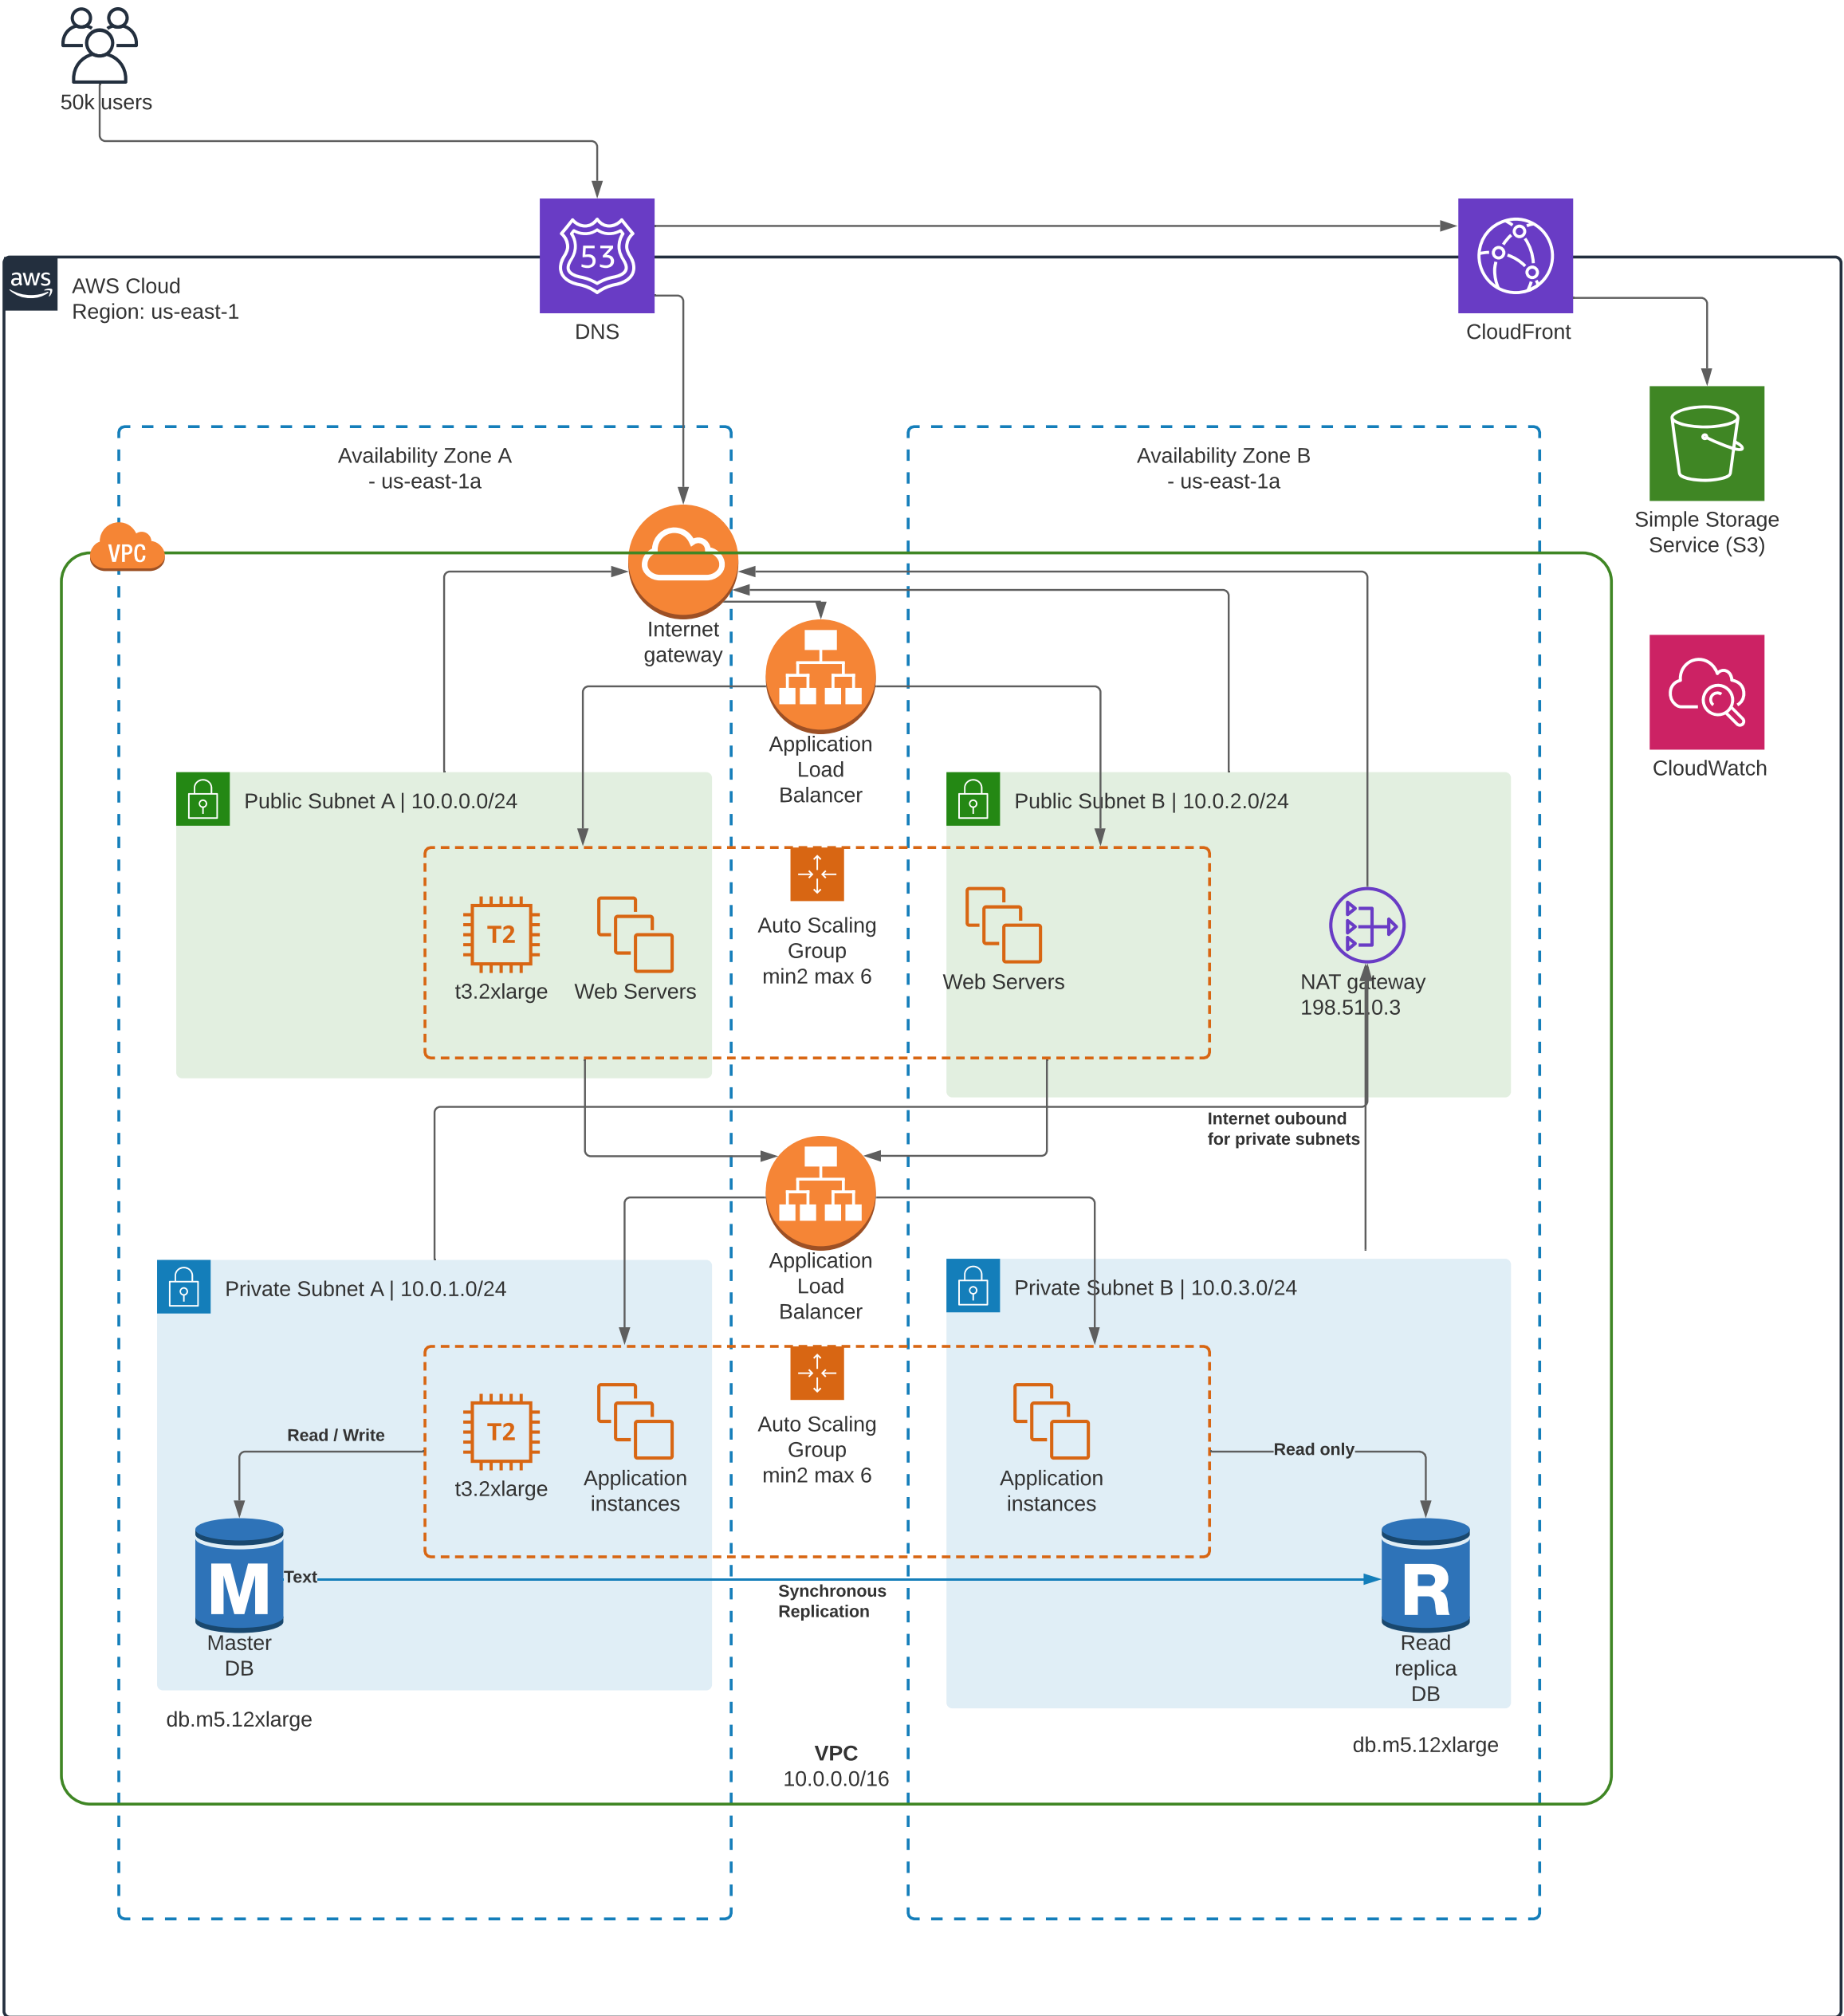 50k users
53
DNS
CloudFront
aws
AWS Cloud
Region: us-east-1
Simple Storage
Service (S3)
Availability Zone A
- us-east-1a
Availability Zone B
- us-east-1a
VPC
Internet
gateway
Application
Load
Balancer
CloudWatch
Public Subnet A | 10.0.0.0/24
Public Subnet B | 10.0.2.0/24
T2
t3.2xlarge
Web Servers
Auto Scaling
Group
min2 max 6
Web Servers
NAT gateway
198.51.0.3
Internet oubound
for private subnets
Application
Load
Balancer
Private Subnet A | 10.0.1.0/24
Private Subnet B | 10.0.3.0/24
Read / Write
T2
t3.2xlarge
Application
instances
Auto Scaling
Group
min2 max 6
Application
instances
Read only
M
Text
Synchronous
Replication
R
Master
DB
Read
replica
DB
db.m5.12xlarge
db.m5.12xlarge
VPC
10.0.0.0/16